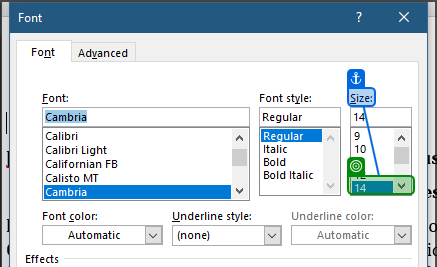 Font
?
Font
Advanced
Font:
Font style:
Size:
Cambria
Regular
14
Calibri
Calibri Light
Californian FB
Calisto MT
Cambria
Regular
Italic
Bold
Bold Italic
9
10
12
14
Font color:
Underline style:
Underline color:
Automatic
(none)
Automatic
Effects